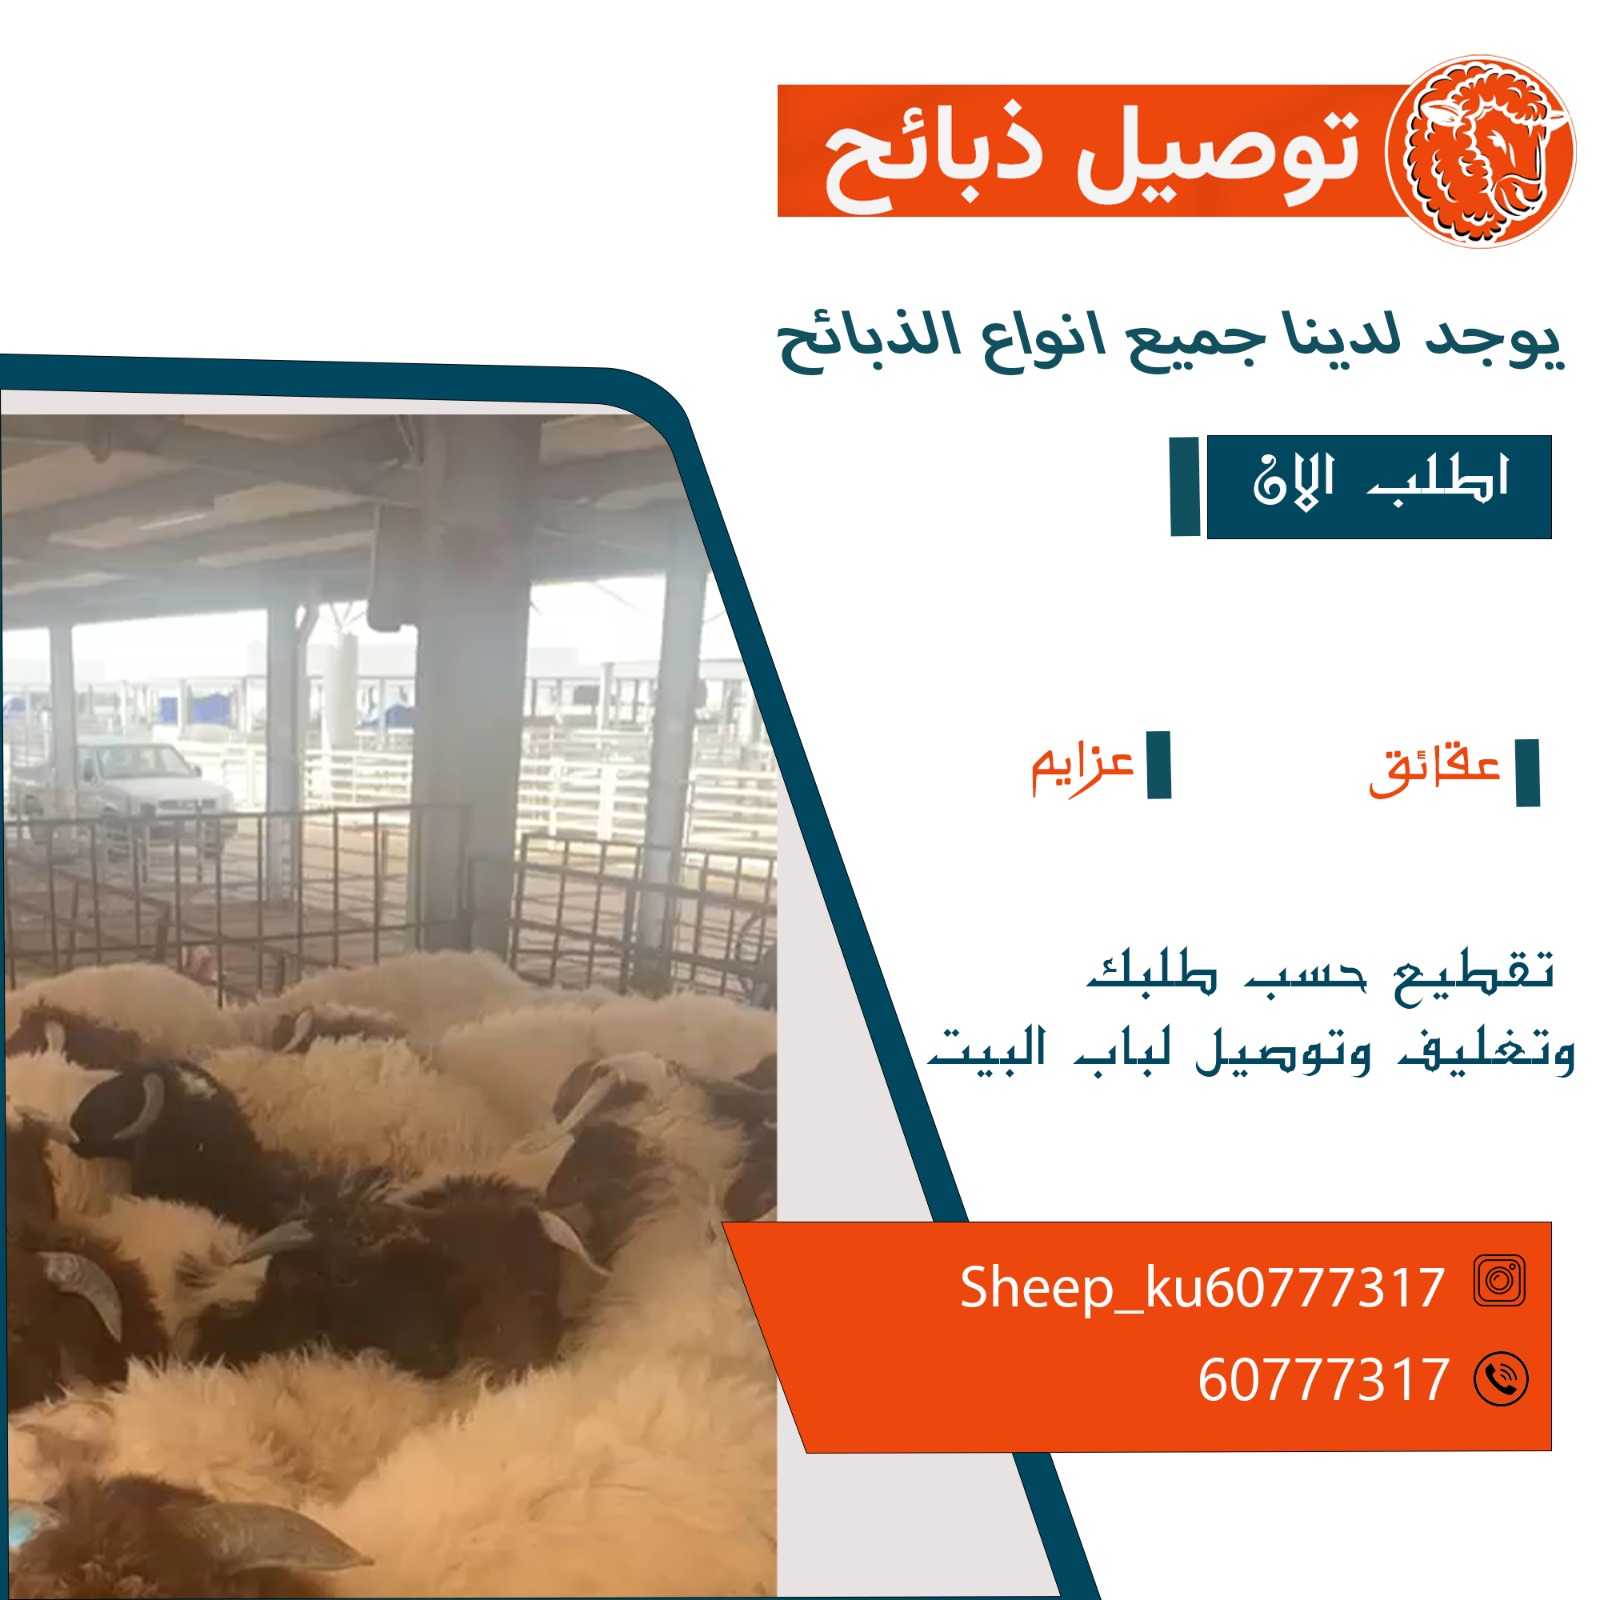 توصيل ذبائح
يوجد لدينا جميع انواع الذبائح
اطلب الان
عقائق
عزايم
تقطيع حسب طلبك
وتغليف وتوصيل لباب البيت
Sheep_ku60777317
60777317